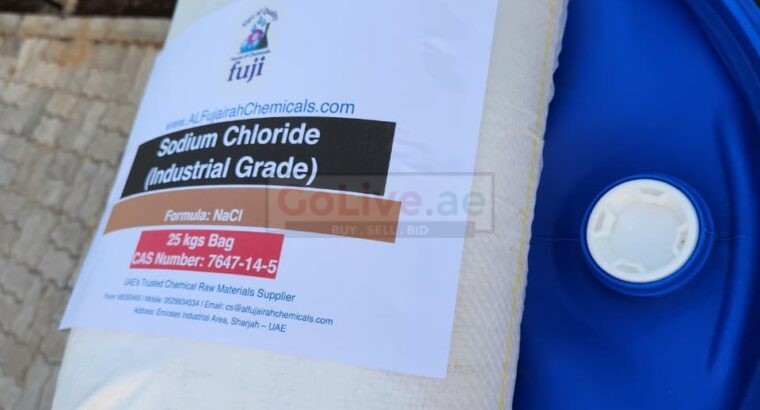 fuji
www.ALFujairahChemicals.com
Sodium Chloride
(Industrial Grade)
Formula: NaCl
25 kgs Bag
CAS Number: 7647-14-5
UAE's Trusted Chemical Raw Materials Supplier
Mobile: 0529934534 / Email: cs@alfujairahchemicals.com
Address: Emirates Industrial Area, Sharjah – UAE
GoLive.ae
BUY . SELL. BID